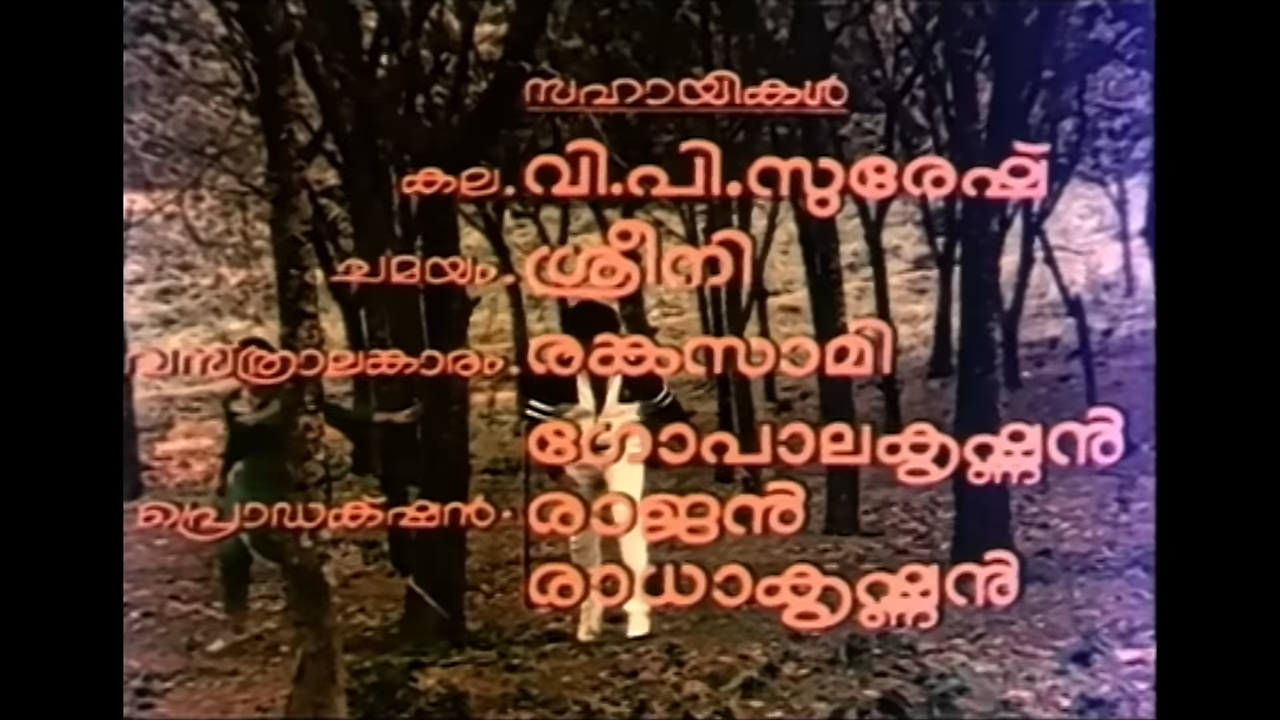 സഹായികൾ
കല. വി.പി.സുരേഷ്
ചമയം. ശ്രീനി
വസ്ത്രാലങ്കാരം. രങ്കസാമി
ഗോപാലകൃഷ്ണൻ
പ്രൊഡക്ഷൻ. രാജൻ
രാധാകൃഷ്ണൻ